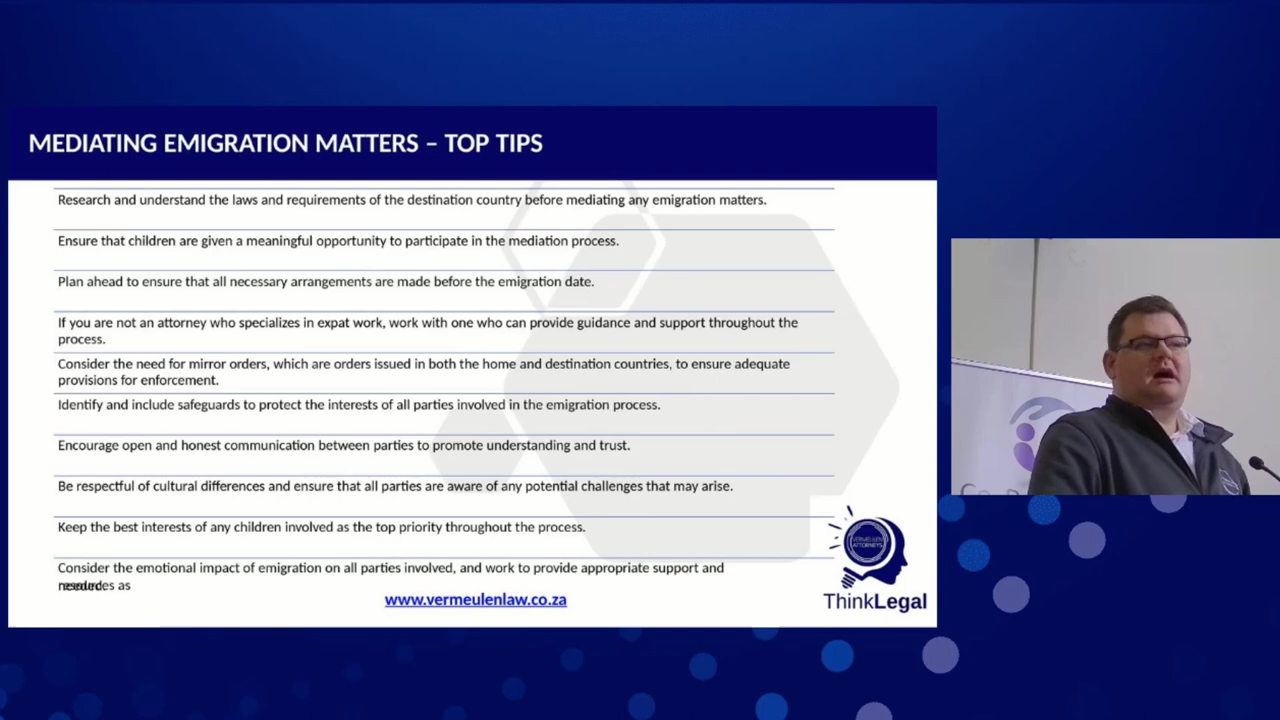 MEDIATING EMIGRATION MATTERS – TOP TIPS
Research and understand the laws and requirements of the destination country before mediating any emigration matters.
Ensure that children are given a meaningful opportunity to participate in the mediation process.
Plan ahead to ensure that all necessary arrangements are made before the emigration date.
If you are not an attorney who specializes in expat work, work with one who can provide guidance and support throughout the
process.
Consider the need for mirror orders, which are orders issued in both the home and destination countries, to ensure adequate
provisions for enforcement.
Identify and include safeguards to protect the interests of all parties involved in the emigration process.
Encourage open and honest communication between parties to promote understanding and trust.
Be respectful of cultural differences and ensure that all parties are aware of any potential challenges that may arise.
Keep the best interests of any children involved as the top priority throughout the process.
Consider the emotional impact of emigration on all parties involved, and work to provide appropriate support and
resources as
needed.
www.vermeulenlaw.co.za
VERMEULEN
ATTORNEYS
ThinkLegal